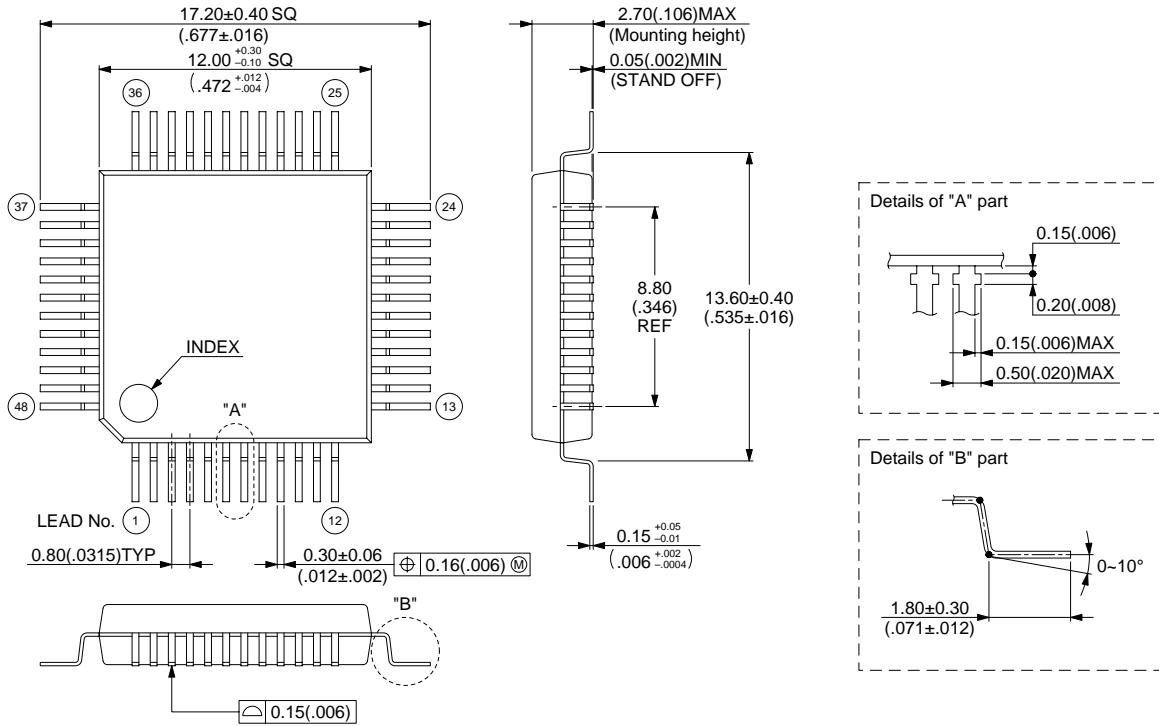 17.20±0.40 SQ
(.677±.016)
12.00 +0.30 −0.10 SQ
(.472 +.012 −.004)
36
25
37
24
INDEX
48
13
"A"
LEAD No.
1
12
0.80(.0315)TYP
0.30±0.06
(.012±.002)
⌖ 0.16(.006) Ⓜ
"B"
⌓ 0.15(.006)
2.70(.106)MAX
(Mounting height)
0.05(.002)MIN
(STAND OFF)
8.80
(.346)
REF
13.60±0.40
(.535±.016)
0.15 +0.05 −0.01
(.006 +.002 −.0004)
Details of "A" part
0.15(.006)
0.20(.008)
0.15(.006)MAX
0.50(.020)MAX
Details of "B" part
0~10°
1.80±0.30
(.071±.012)